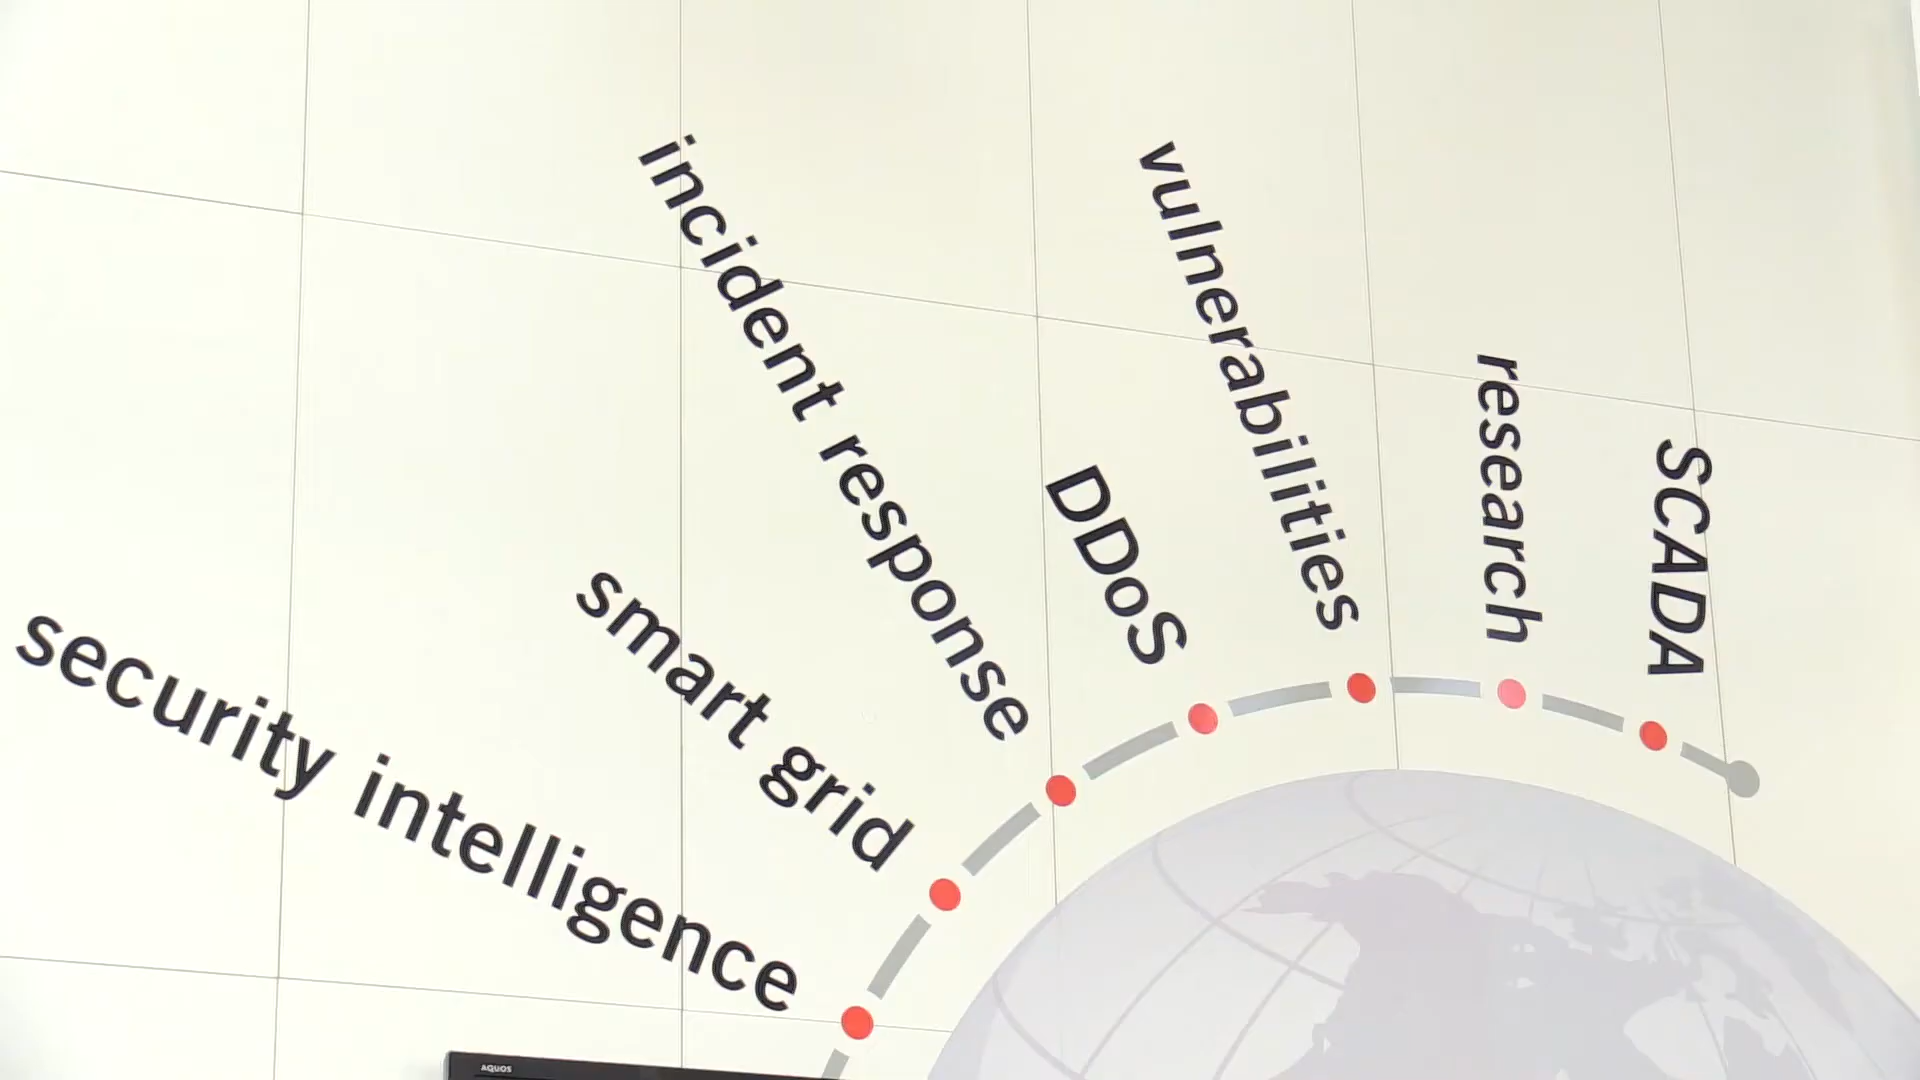 security intelligence
smart grid
incident response
DDoS
vulnerabilities
research
SCADA
AQUOS